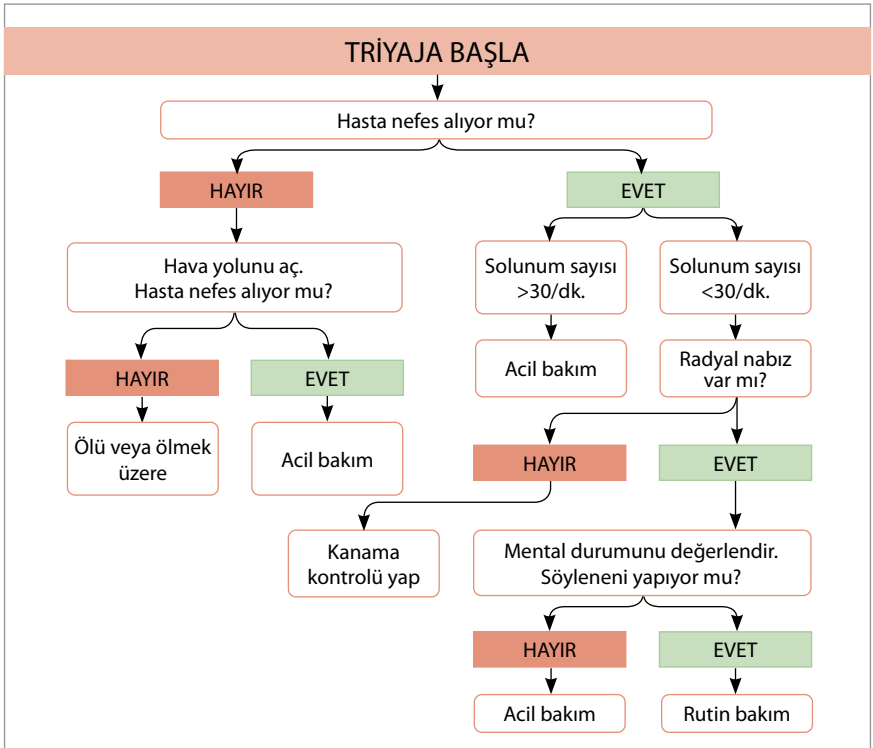 TRİYAJA BAŞLA
Hasta nefes alıyor mu?
HAYIR
EVET
Hava yolunu aç.
Hasta nefes alıyor mu?
Solunum sayısı
>30/dk.
Solunum sayısı
<30/dk.
HAYIR
EVET
Acil bakım
Radyal nabız
var mı?
Ölü veya ölmek
üzere
Acil bakım
HAYIR
EVET
Kanama
kontrolü yap
Mental durumunu değerlendir.
Söyleneni yapıyor mu?
HAYIR
EVET
Acil bakım
Rutin bakım